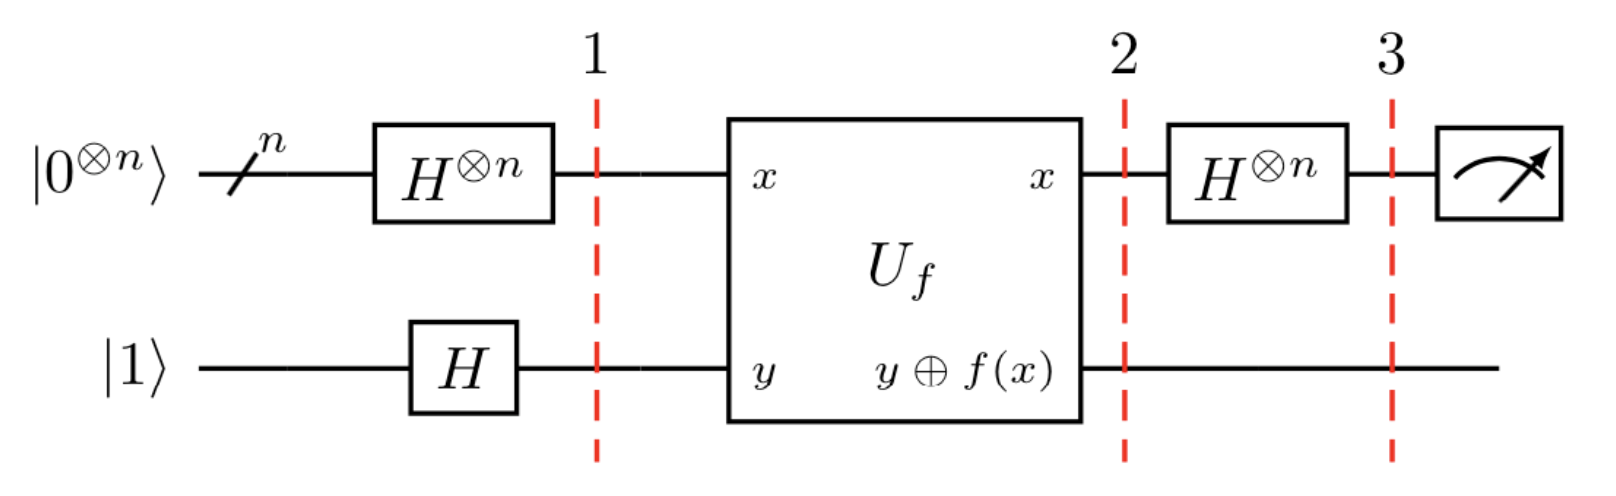 1 2 3
|0^{⊗n}⟩ n H^{⊗n} x x H^{⊗n}
U_f
|1⟩ H y y ⊕ f(x)